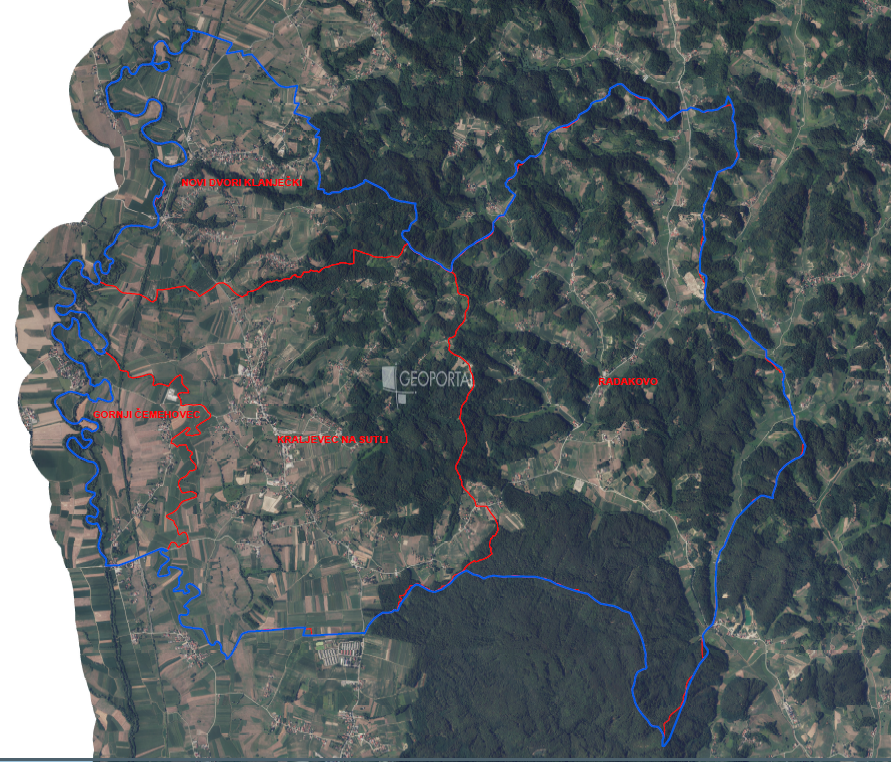 NOVI DVORI KLANJEČKI
GEOPORTAL
RADAKOVO
GORNJI ČEMEHOVEC
KRALJEVEC NA SUTLI